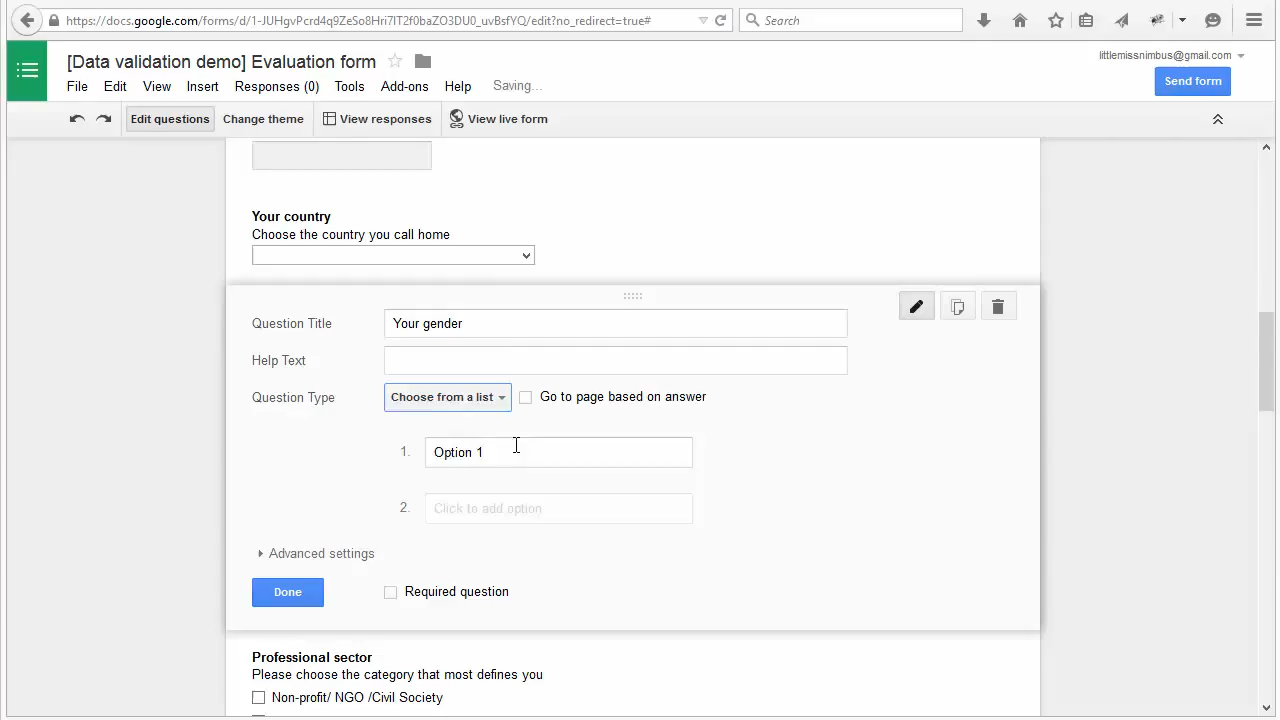 https://docs.google.com/forms/d/1-JUHgvPcrd4q9ZeSo8Hri7IT2f0baZO3DU0_uvBsfYQ/edit?no_redirect=true#
Search
[Data validation demo] Evaluation form
littlemissnimbus@gmail.com
File Edit View Insert Responses (0) Tools Add-ons Help Saving...
Send form
Edit questions Change theme View responses View live form
Your country
Choose the country you call home
Question Title Your gender
Help Text
Question Type Choose from a list Go to page based on answer
1. Option 1
2. Click to add option
Advanced settings
Done Required question
Professional sector
Please choose the category that most defines you
Non-profit/ NGO /Civil Society